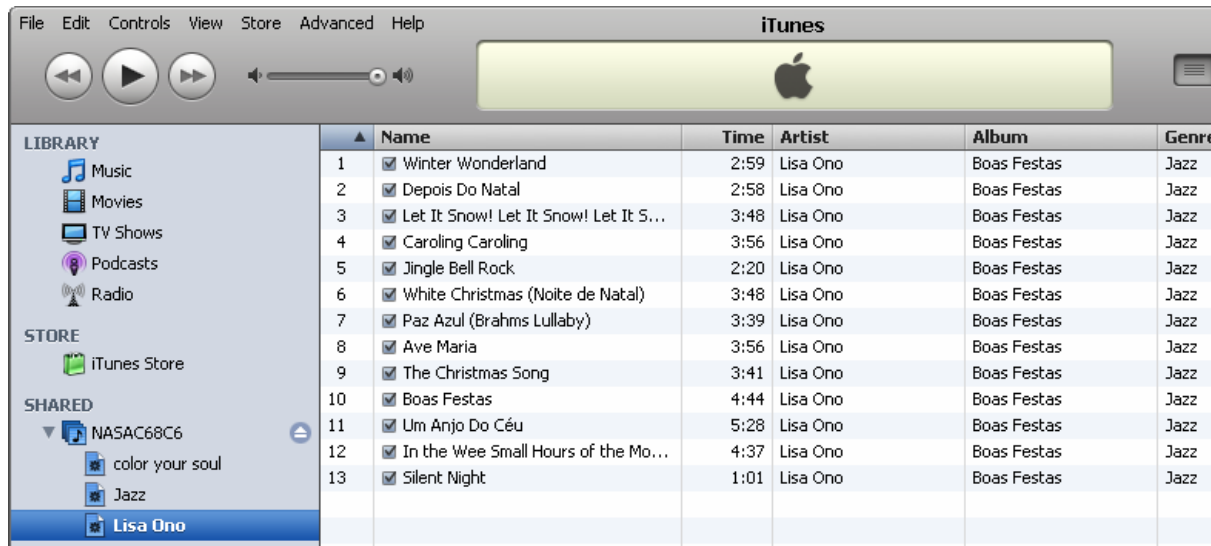 File Edit Controls View Store Advanced Help
iTunes
LIBRARY
Music
Movies
TV Shows
Podcasts
Radio
STORE
iTunes Store
SHARED
NASAC68C6
color your soul
Jazz
Lisa Ono
Name Time Artist Album Genre
1 Winter Wonderland 2:59 Lisa Ono Boas Festas Jazz
2 Depois Do Natal 2:58 Lisa Ono Boas Festas Jazz
3 Let It Snow! Let It Snow! Let It S... 3:48 Lisa Ono Boas Festas Jazz
4 Caroling Caroling 3:56 Lisa Ono Boas Festas Jazz
5 Jingle Bell Rock 2:20 Lisa Ono Boas Festas Jazz
6 White Christmas (Noite de Natal) 3:48 Lisa Ono Boas Festas Jazz
7 Paz Azul (Brahms Lullaby) 3:39 Lisa Ono Boas Festas Jazz
8 Ave Maria 3:56 Lisa Ono Boas Festas Jazz
9 The Christmas Song 3:41 Lisa Ono Boas Festas Jazz
10 Boas Festas 4:44 Lisa Ono Boas Festas Jazz
11 Um Anjo Do Céu 5:28 Lisa Ono Boas Festas Jazz
12 In the Wee Small Hours of the Mo... 4:37 Lisa Ono Boas Festas Jazz
13 Silent Night 1:01 Lisa Ono Boas Festas Jazz